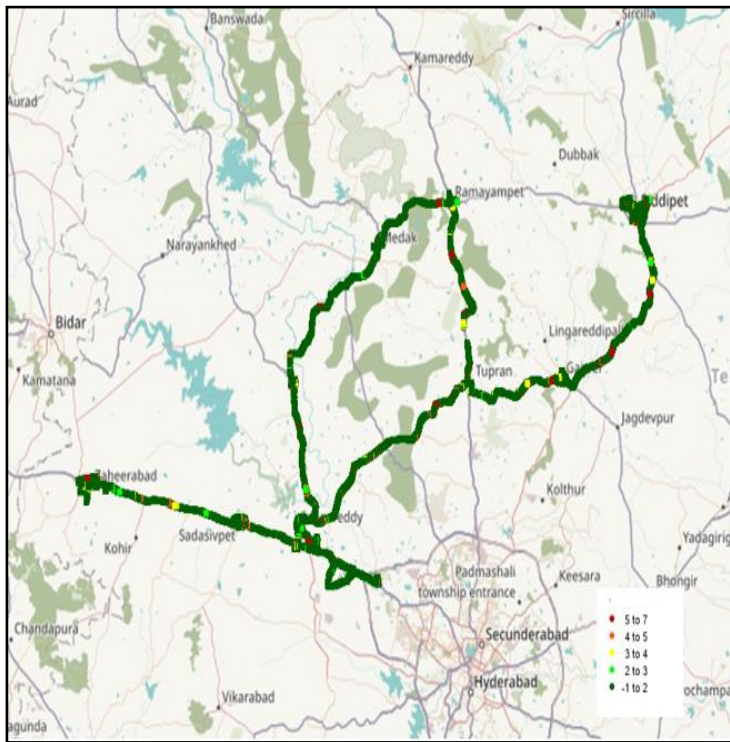 Banswada
Sircilla
Kamareddy
Aurad
Dubbak
Ramayampet
ddipet
Medak
Narayankhed
Bidar
Lingareddipall
Kamatana
Tupran
Te
Jagdevpur
Zaheerabad
Kolthur
eddy
Sadasivpet
Kohir
Yadagirig
Padmashali
township entrance
Keesara
Bhongir
5 to 7
4 to 5
3 to 4
2 to 3
-1 to 2
Chandapura
Secunderabad
Hyderabad
Vikarabad
ochampa
agunda